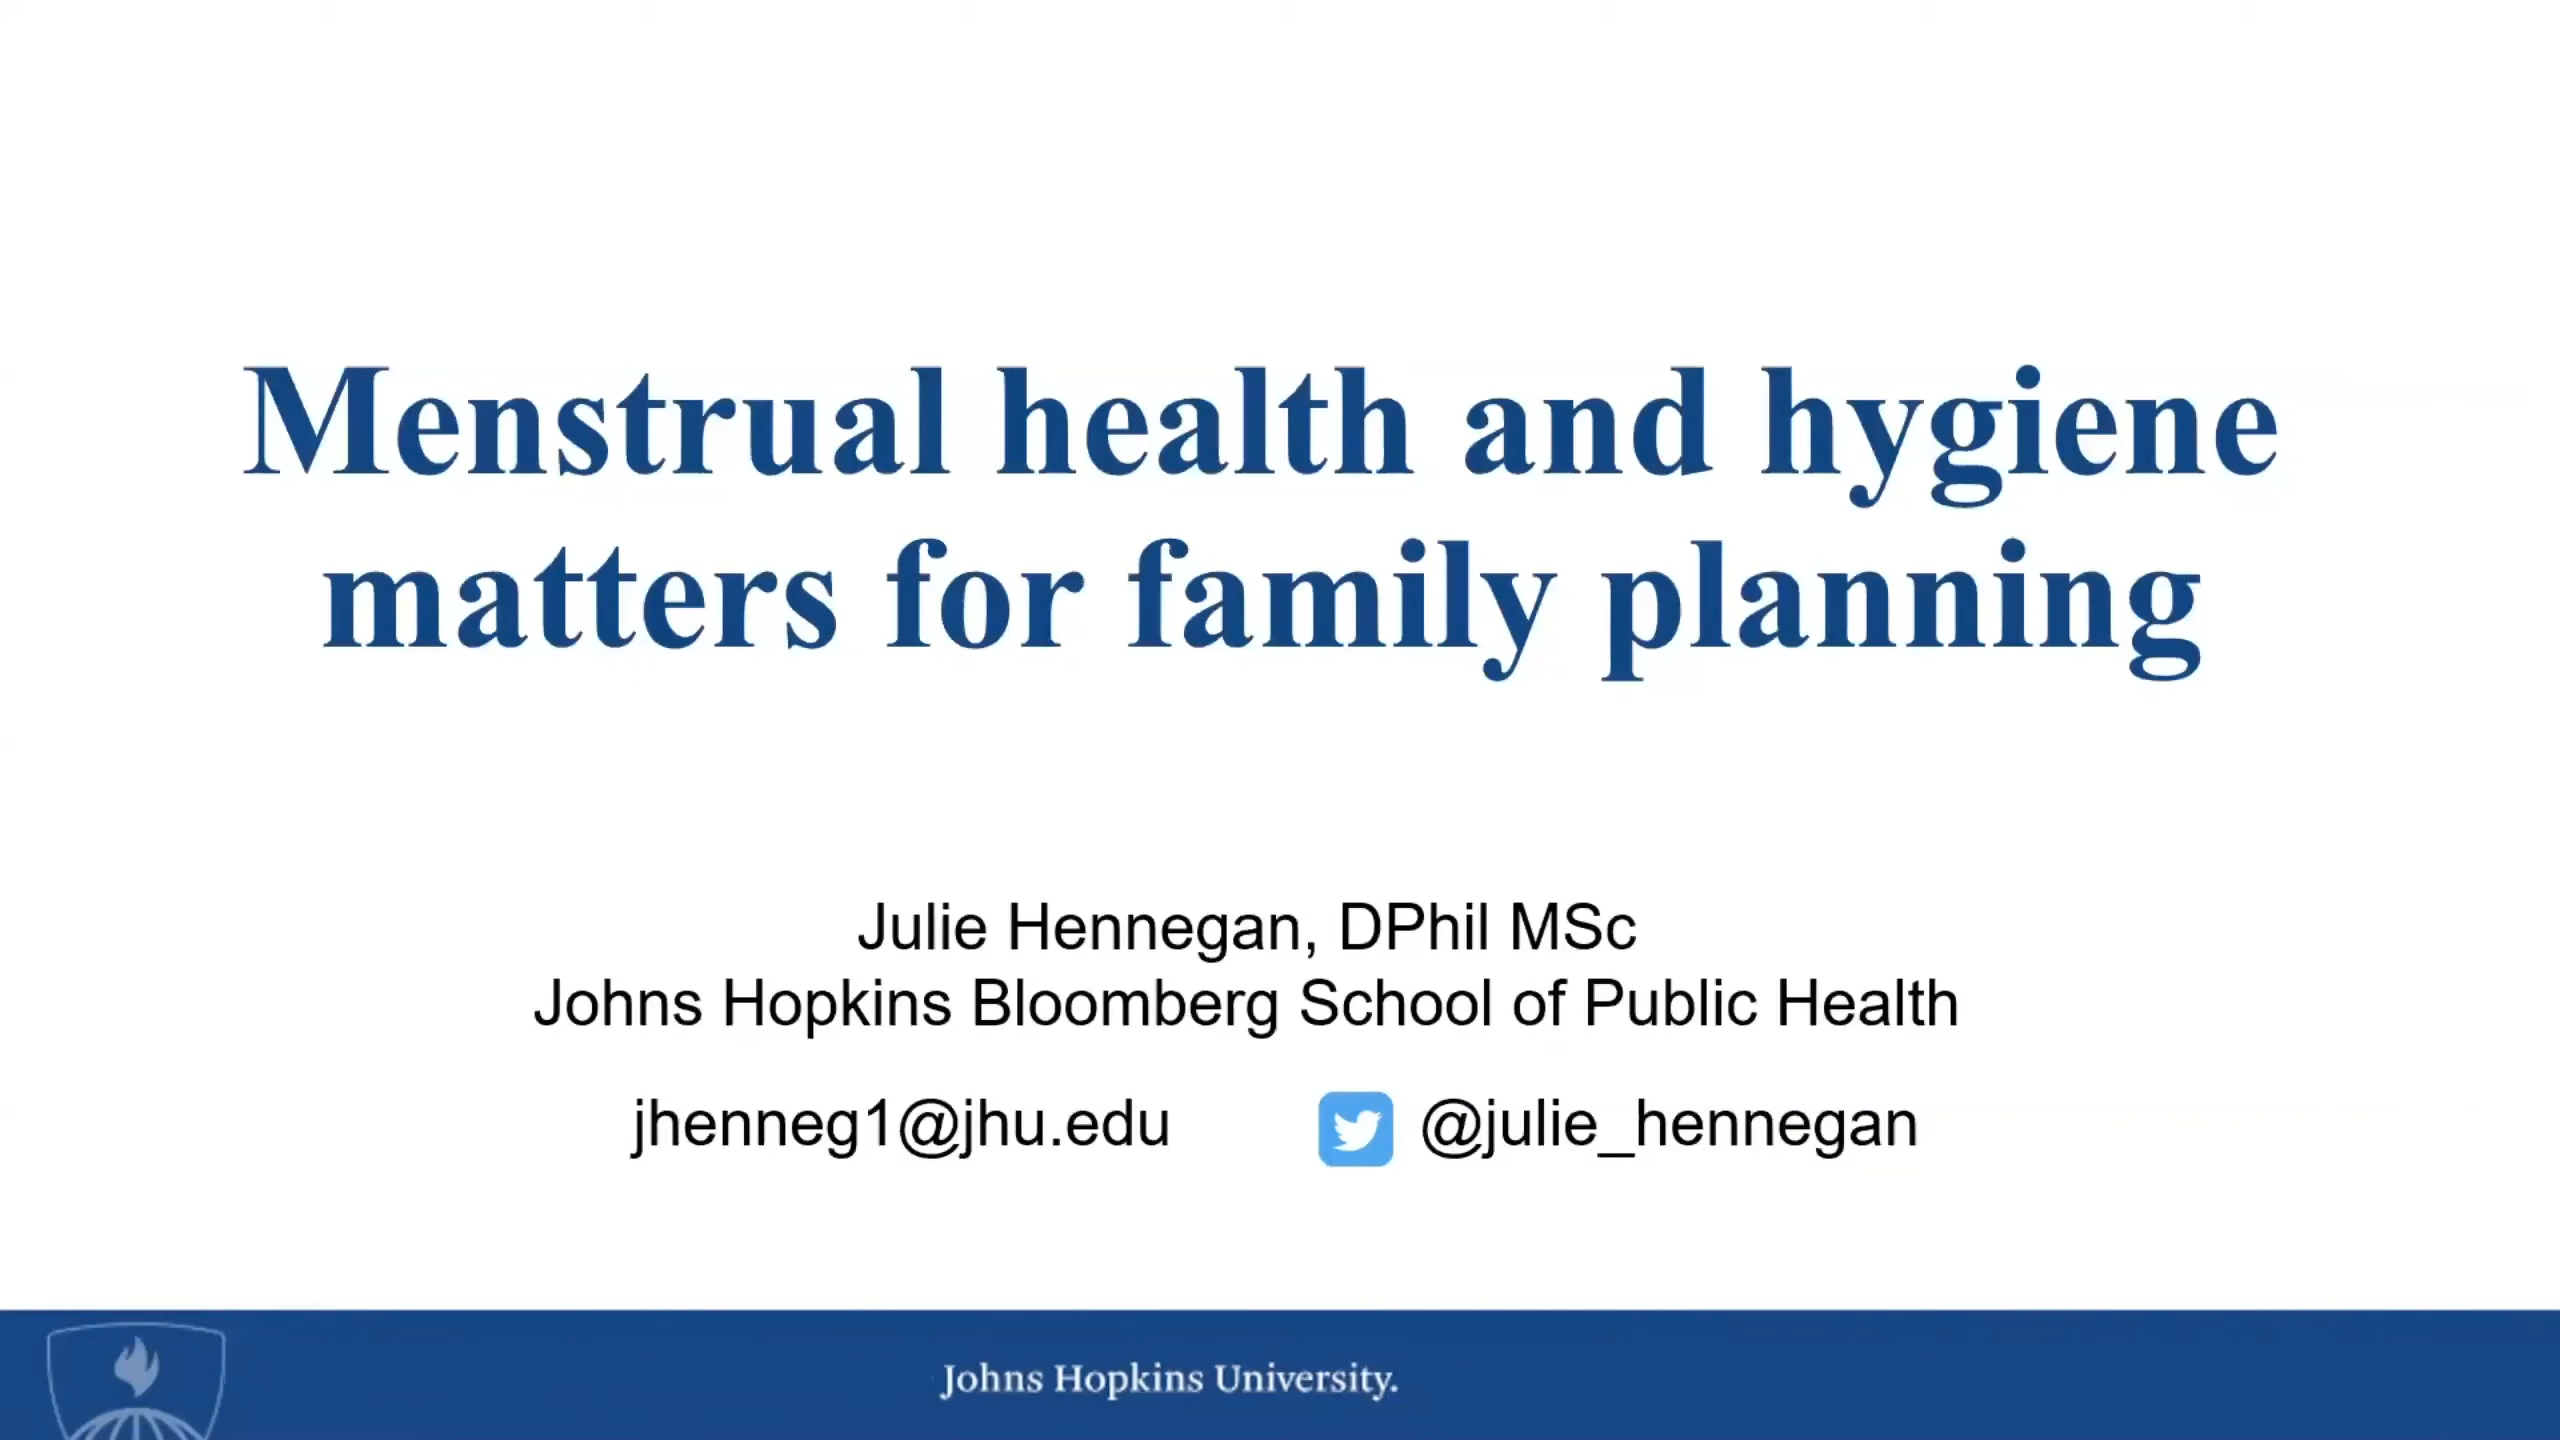 Menstrual health and hygiene
matters for family planning
Julie Hennegan, DPhil MSc
Johns Hopkins Bloomberg School of Public Health
jhenneg1@jhu.edu @julie_hennegan
Johns Hopkins University.